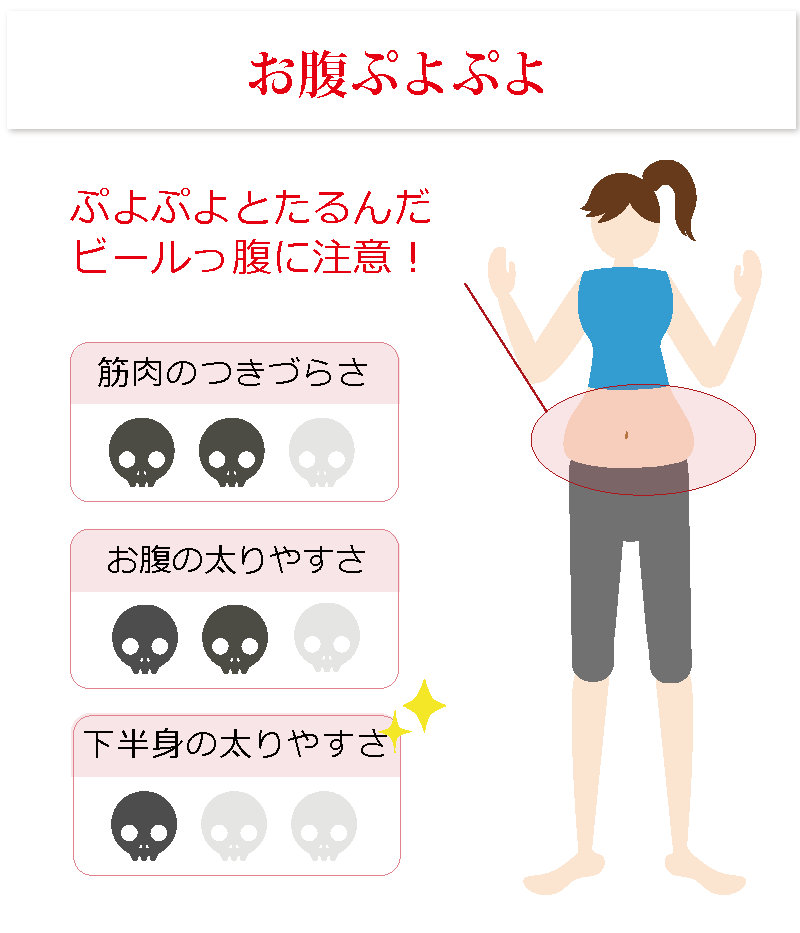 お腹ぷよぷよ
ぷよぷよとたるんだ
ビールっ腹に注意！
筋肉のつきづらさ
お腹の太りやすさ
下半身の太りやすさ